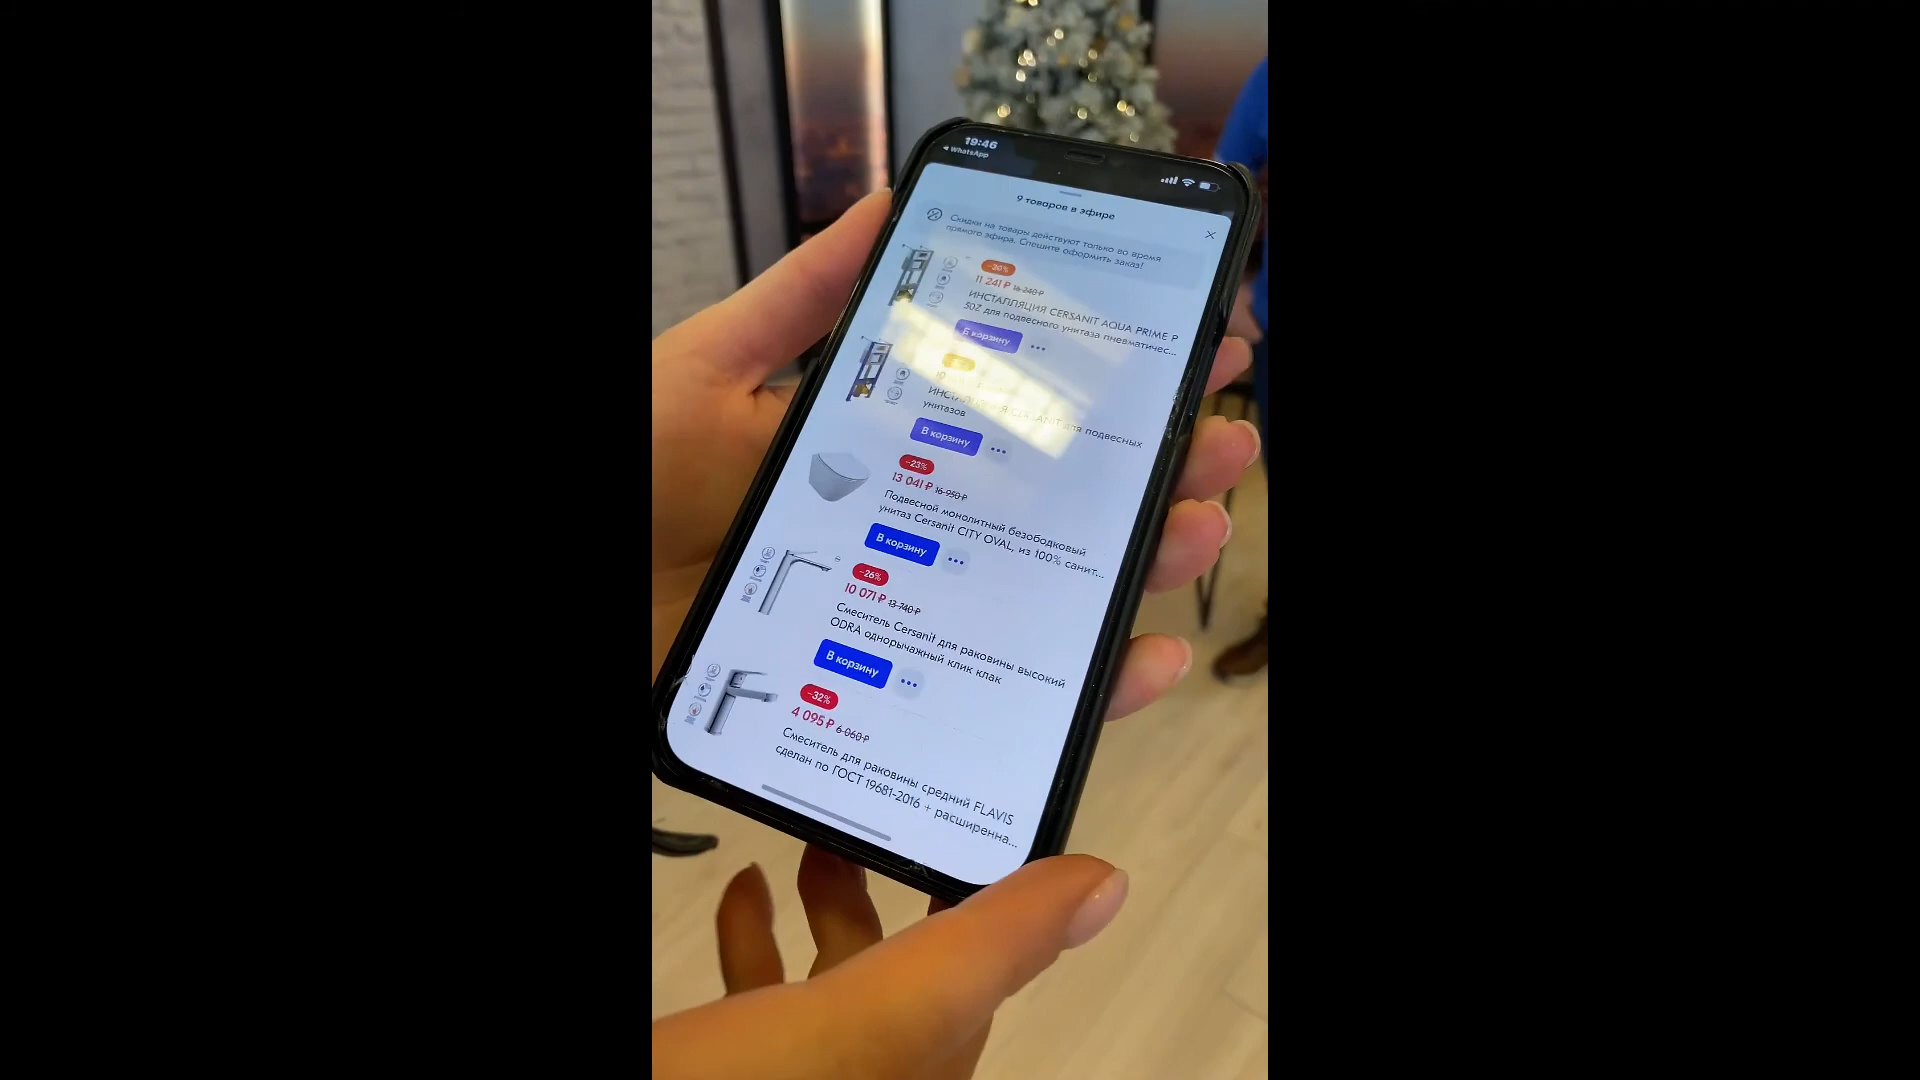 19:46
◀ WhatsApp
9 товаров в эфире
Скидки на товары действуют только во время
прямого эфира. Спешите оформить заказ!
11 241 ₽ 16 240 ₽
ИНСТАЛЛЯЦИЯ CERSANIT AQUA PRIME P
50Z для подвесного унитаза пневматичес...
В корзину
для подвесных
унитазов
В корзину
-23%
13 041 ₽ 16 950 ₽
Подвесной монолитный безободковый
унитаз Cersanit CITY OVAL, из 100% санит...
В корзину
-26%
10 071 ₽ 13 740 ₽
Смеситель Cersanit для раковины высокий
ODRA однорычажный клик клак
В корзину
-32%
4 095 ₽ 6 060 ₽
Смеситель для раковины средний FLAVIS
сделан по ГОСТ 19681-2016 + расширенна...